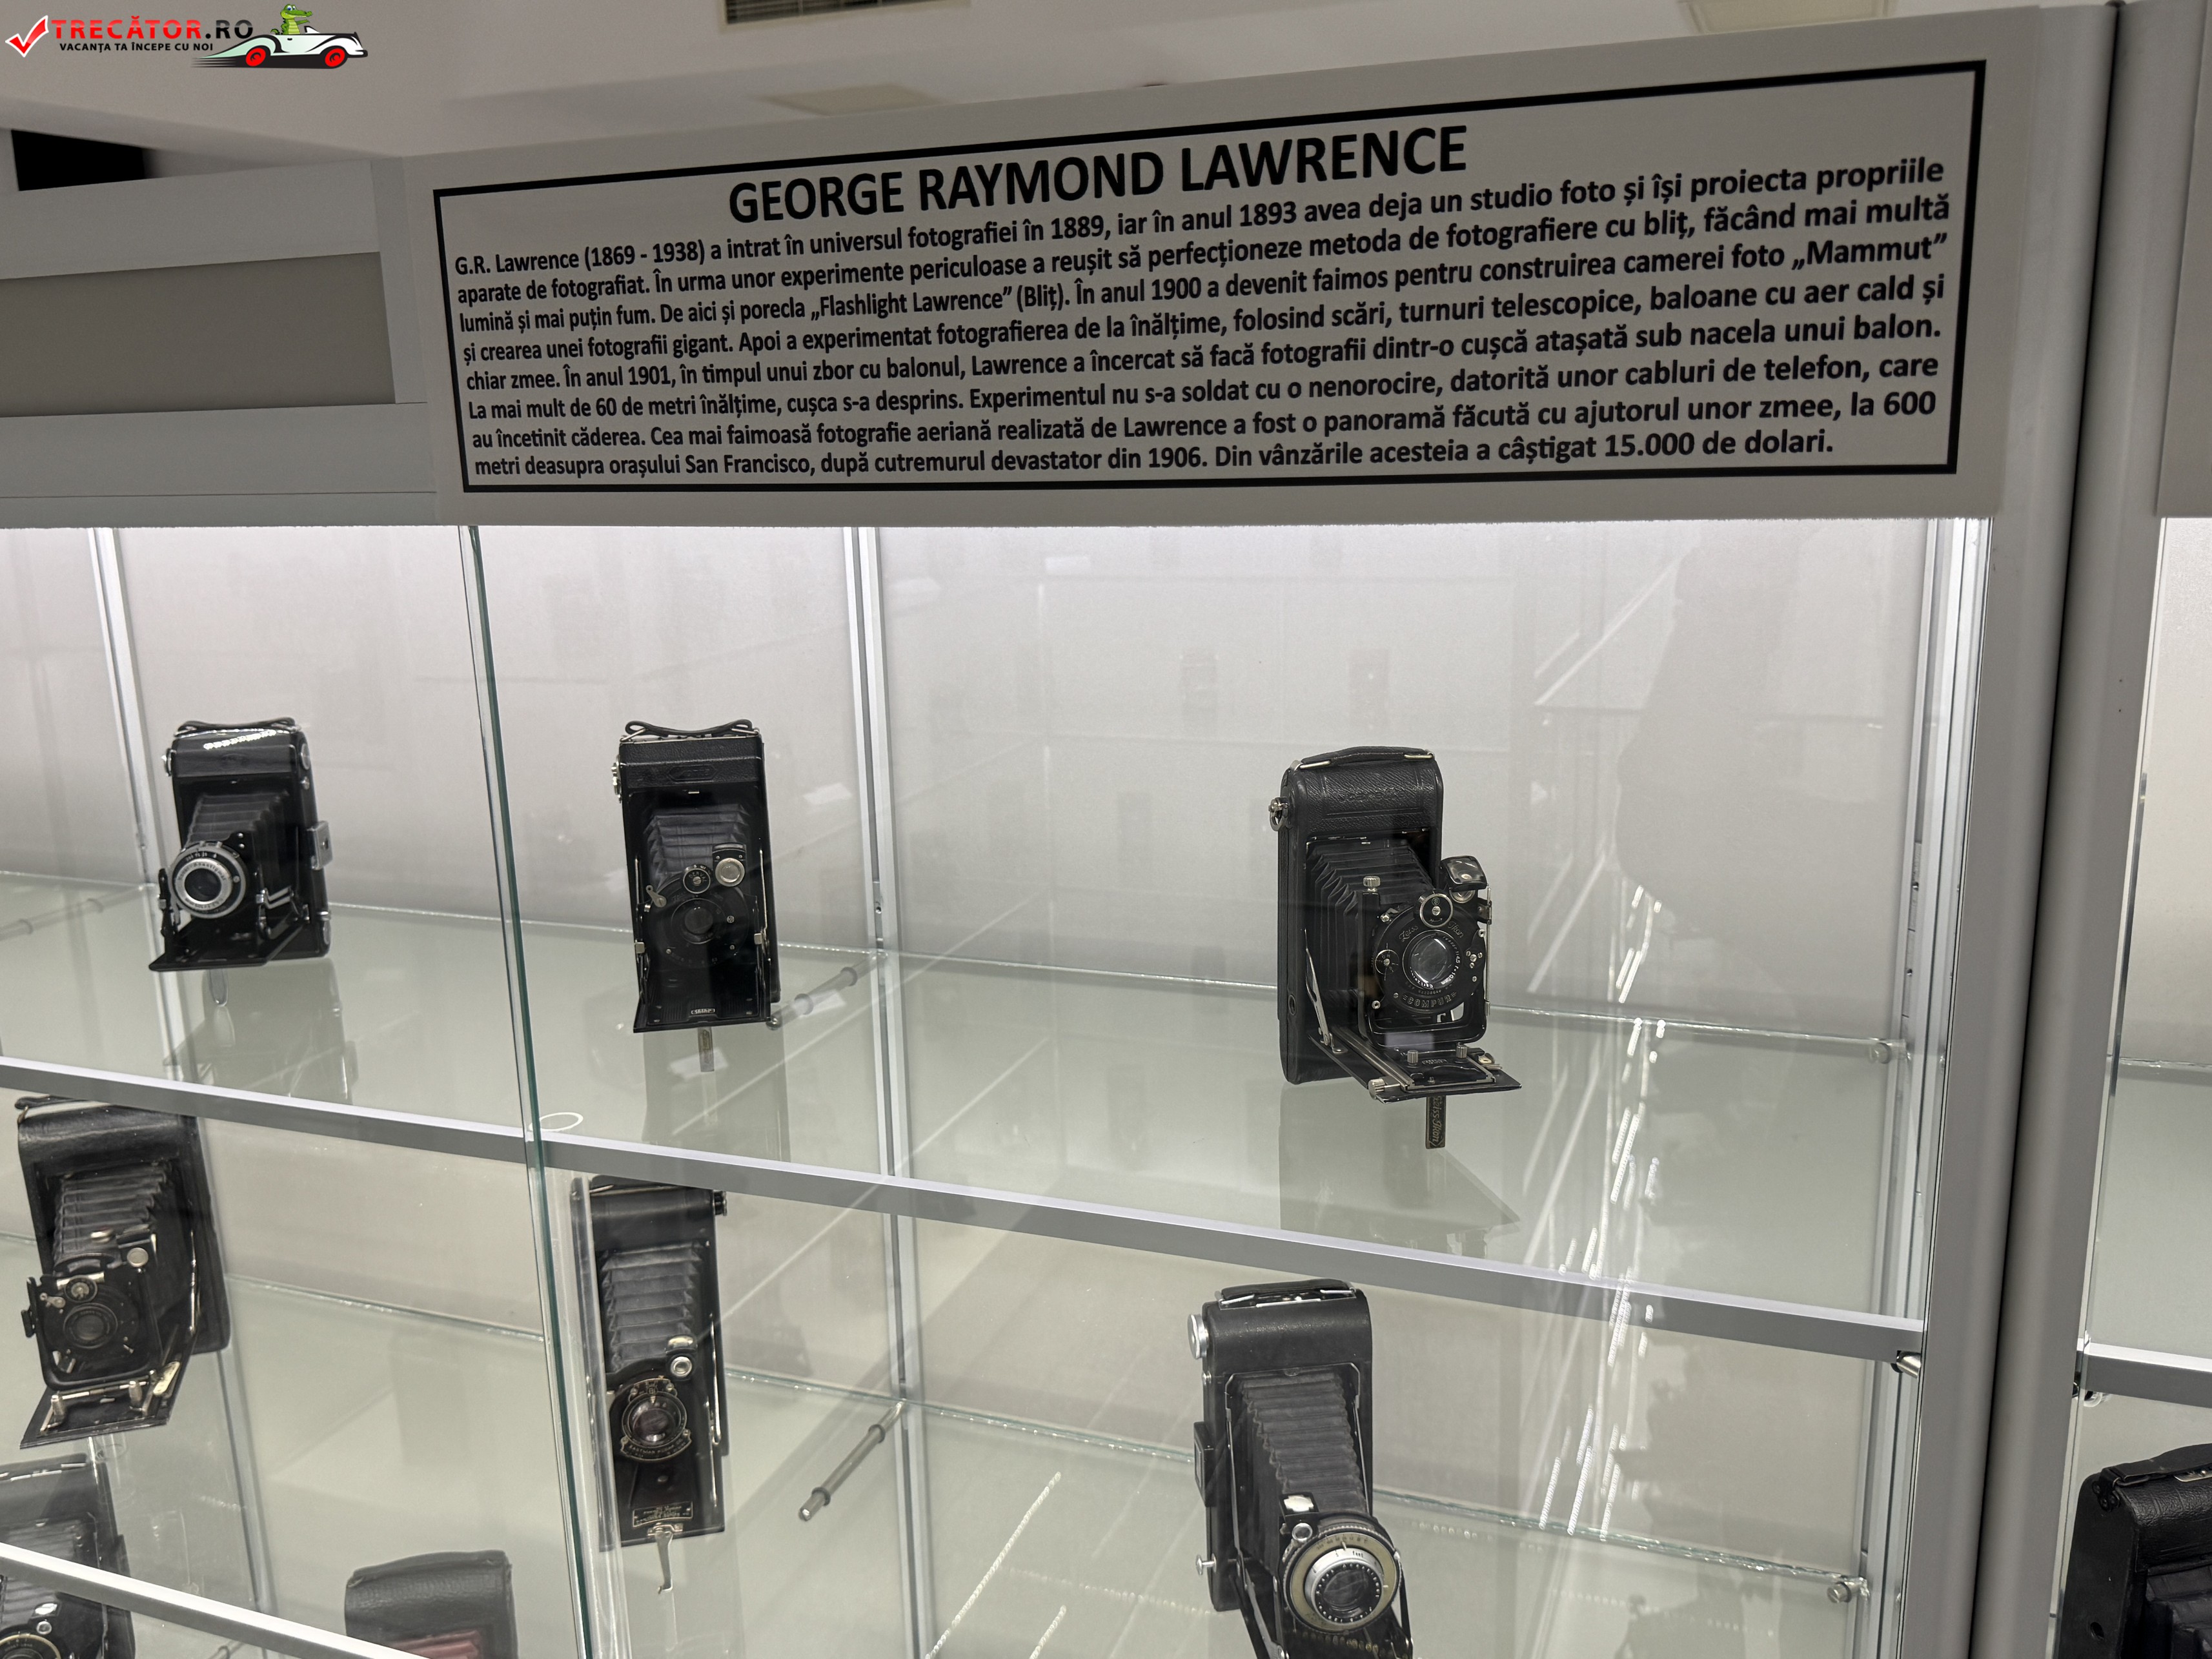 TRECĂTOR.RO
VACANȚA TA ÎNCEPE CU NOI
GEORGE RAYMOND LAWRENCE
G.R. Lawrence (1869 - 1938) a intrat în universul fotografiei în 1889, iar în anul 1893 avea deja un studio foto și își proiecta propriile
aparate de fotografiat. În urma unor experimente periculoase a reușit să perfecționeze metoda de fotografiere cu bliț, făcând mai multă
lumină și mai puțin fum. De aici și porecla „Flashlight Lawrence” (Bliț). În anul 1900 a devenit faimos pentru construirea camerei foto „Mammut”
și crearea unei fotografii gigant. Apoi a experimentat fotografierea de la înălțime, folosind scări, turnuri telescopice, baloane cu aer cald și
chiar zmee. În anul 1901, în timpul unui zbor cu balonul, Lawrence a încercat să facă fotografii dintr-o cușcă atașată sub nacela unui balon.
La mai mult de 60 de metri înălțime, cușca s-a desprins. Experimentul nu s-a soldat cu o nenorocire, datorită unor cabluri de telefon, care
au încetinit căderea. Cea mai faimoasă fotografie aeriană realizată de Lawrence a fost o panoramă făcută cu ajutorul unor zmee, la 600
metri deasupra orașului San Francisco, după cutremurul devastator din 1906. Din vânzările acesteia a câștigat 15.000 de dolari.
Zeiss Ikon
COMPUR
Zeiss Ikon